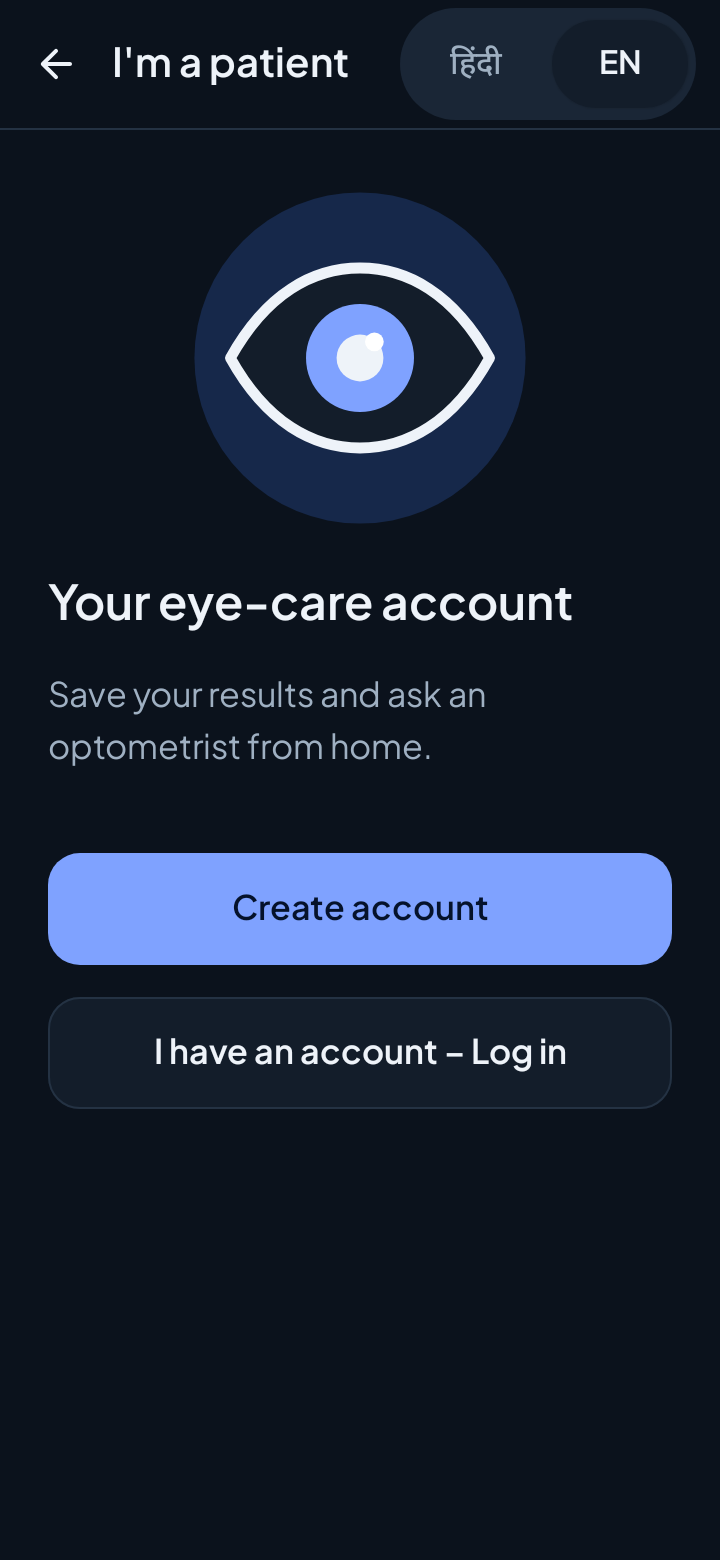 I'm a patient
हिंदी
EN
Your eye-care account
Save your results and ask an
optometrist from home.
Create account
I have an account – Log in